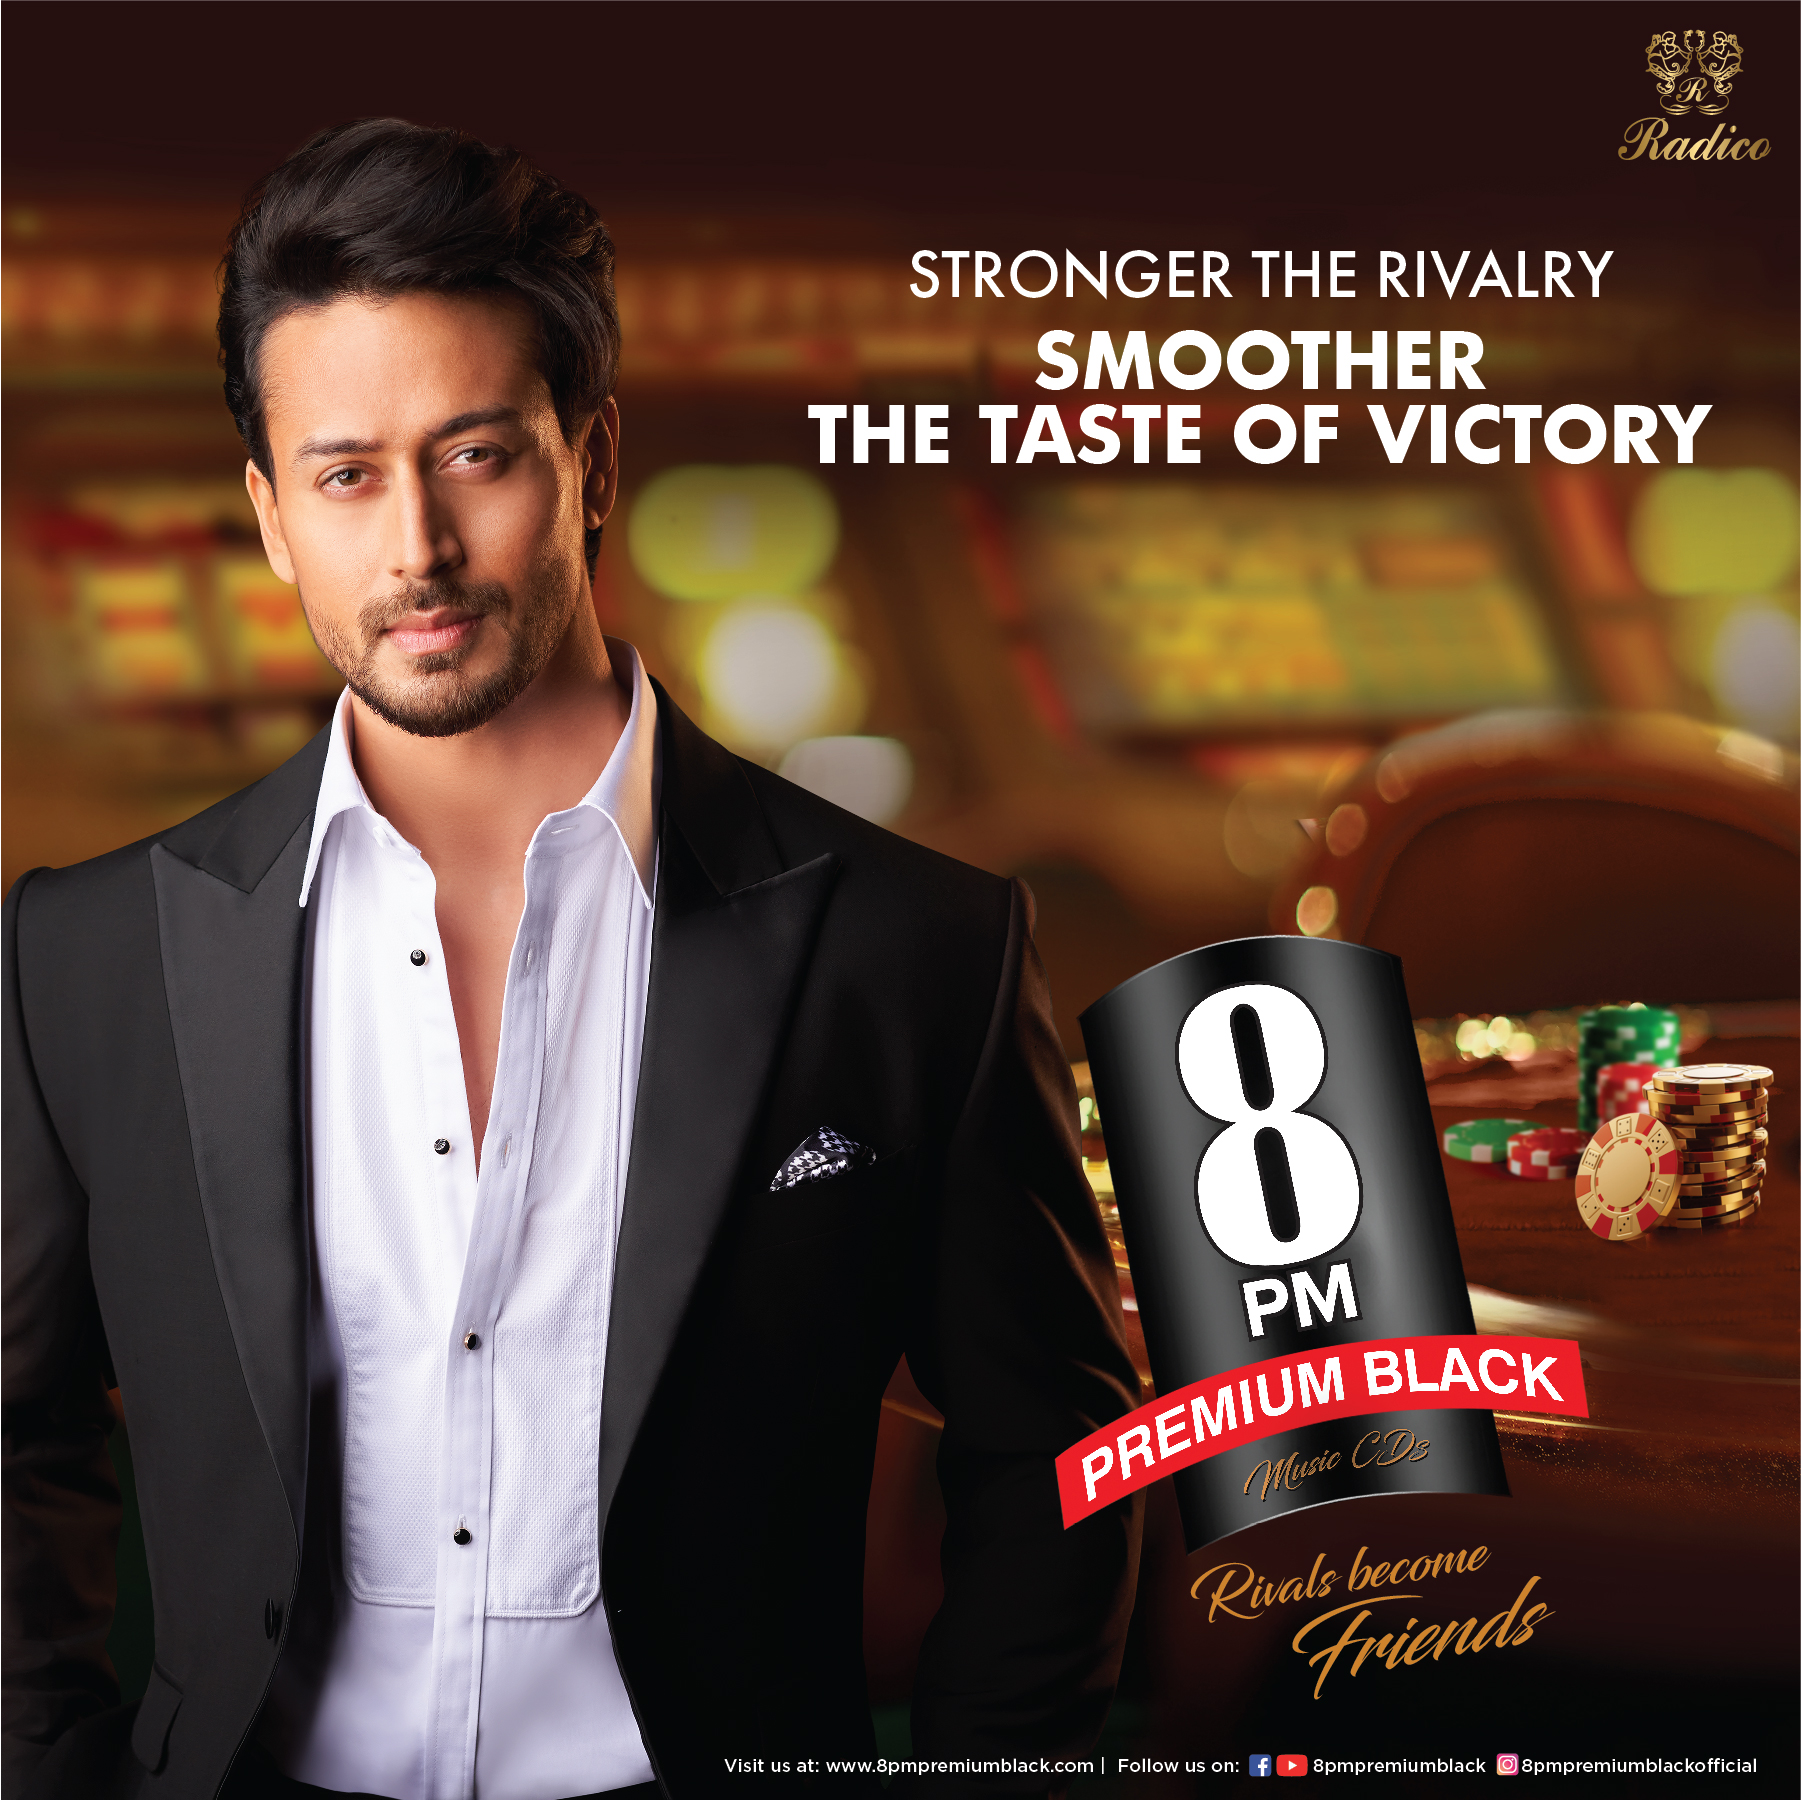 R
Radico
STRONGER THE RIVALRY
SMOOTHER
THE TASTE OF VICTORY
8
PM
PREMIUM BLACK
Music CDs
Rivals become
Friends
Visit us at: www.8pmpremiumblack.com | Follow us on: 8pmpremiumblack 8pmpremiumblackofficial